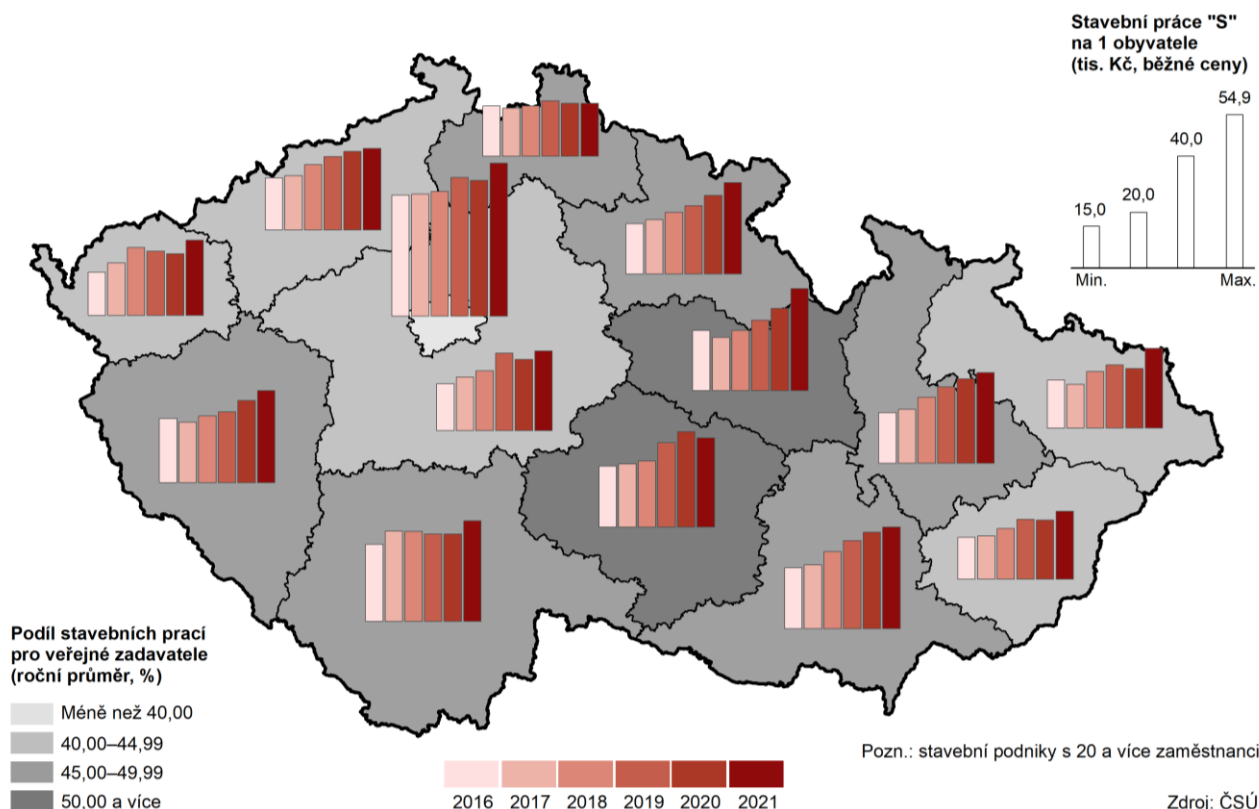 Stavební práce "S"
na 1 obyvatele
(tis. Kč, běžné ceny)
54,9
40,0
20,0
15,0
Min.
Max.
Podíl stavebních prací
pro veřejné zadavatele
(roční průměr, %)
Méně než 40,00
40,00–44,99
45,00–49,99
50,00 a více
2016 2017 2018 2019 2020 2021
Pozn.: stavební podniky s 20 a více zaměstnanci
Zdroj: ČSÚ